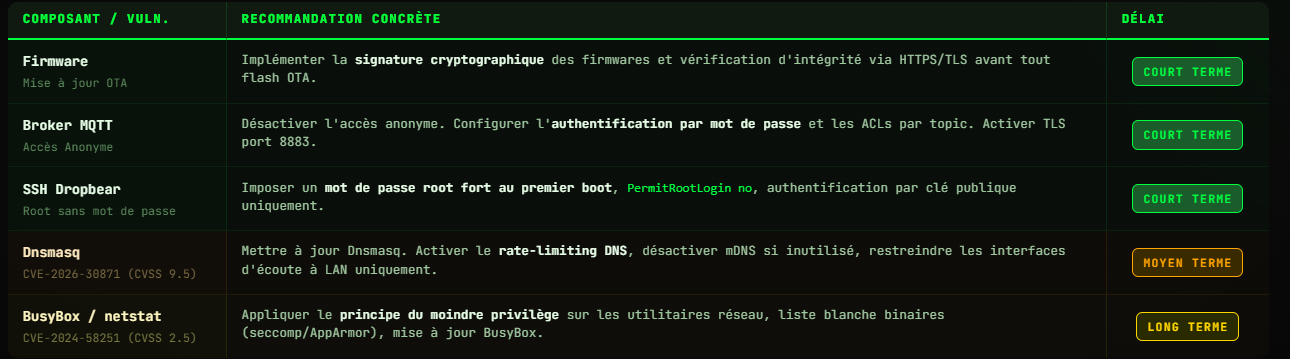 COMPOSANT / VULN.
RECOMMANDATION CONCRÈTE
DÉLAI
Firmware
Mise à jour OTA
Implémenter la signature cryptographique des firmwares et vérification d'intégrité via HTTPS/TLS avant tout
flash OTA.
COURT TERME
Broker MQTT
Accès Anonyme
Désactiver l'accès anonyme. Configurer l'authentification par mot de passe et les ACLs par topic. Activer TLS
port 8883.
COURT TERME
SSH Dropbear
Root sans mot de passe
Imposer un mot de passe root fort au premier boot, PermitRootLogin no, authentification par clé publique
uniquement.
COURT TERME
Dnsmasq
CVE-2026-30871 (CVSS 9.5)
Mettre à jour Dnsmasq. Activer le rate-limiting DNS, désactiver mDNS si inutilisé, restreindre les interfaces
d'écoute à LAN uniquement.
MOYEN TERME
BusyBox / netstat
CVE-2024-58251 (CVSS 2.5)
Appliquer le principe du moindre privilège sur les utilitaires réseau, liste blanche binaires
(seccomp/AppArmor), mise à jour BusyBox.
LONG TERME